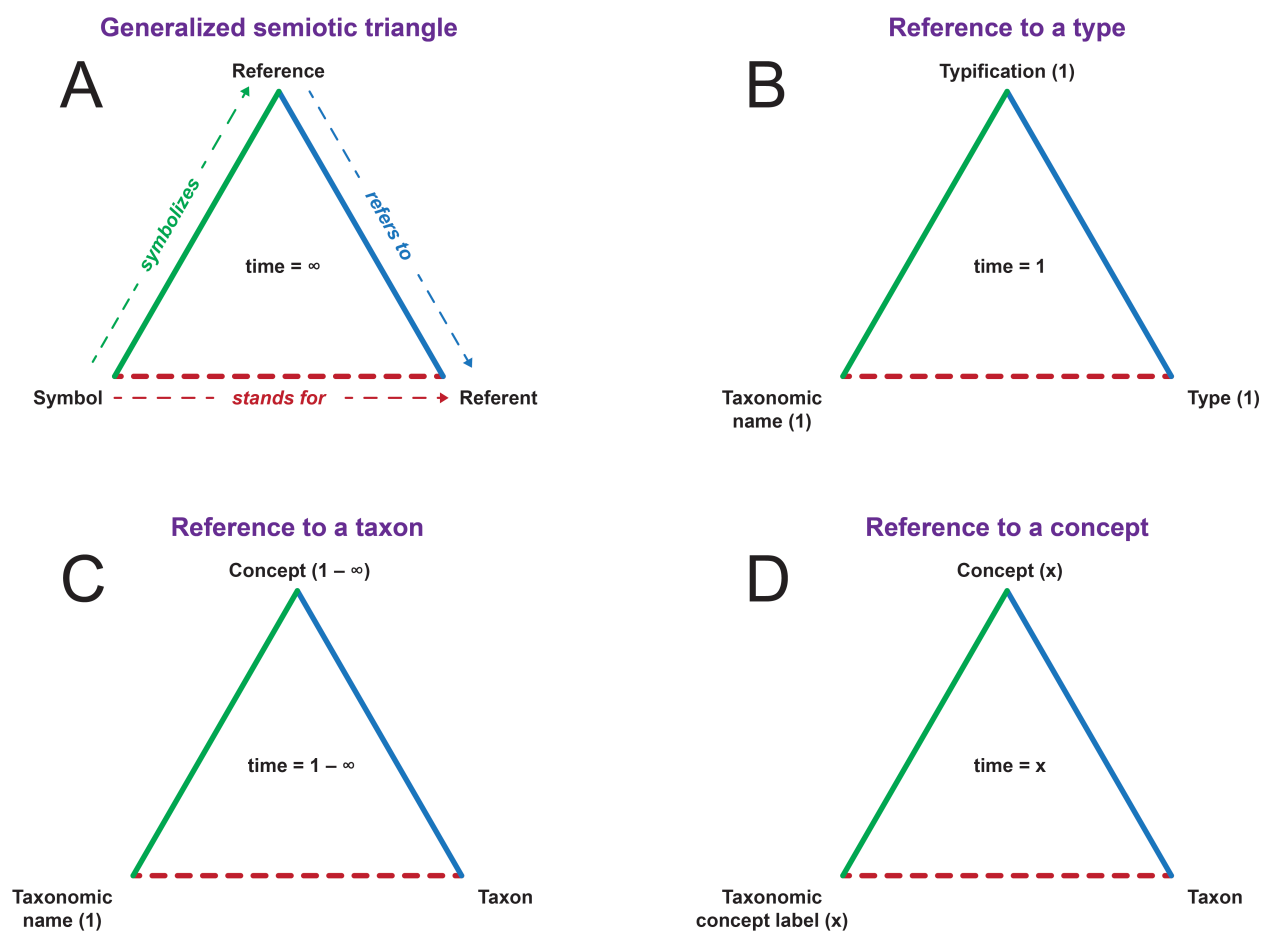 Generalized semiotic triangle
A
Reference
symbolizes
refers to
time = ∞
Symbol
stands for
Referent
Reference to a type
B
Typification (1)
time = 1
Taxonomic
name (1)
Type (1)
Reference to a taxon
C
Concept (1 – ∞)
time = 1 – ∞
Taxonomic
name (1)
Taxon
Reference to a concept
D
Concept (x)
time = x
Taxonomic
concept label (x)
Taxon